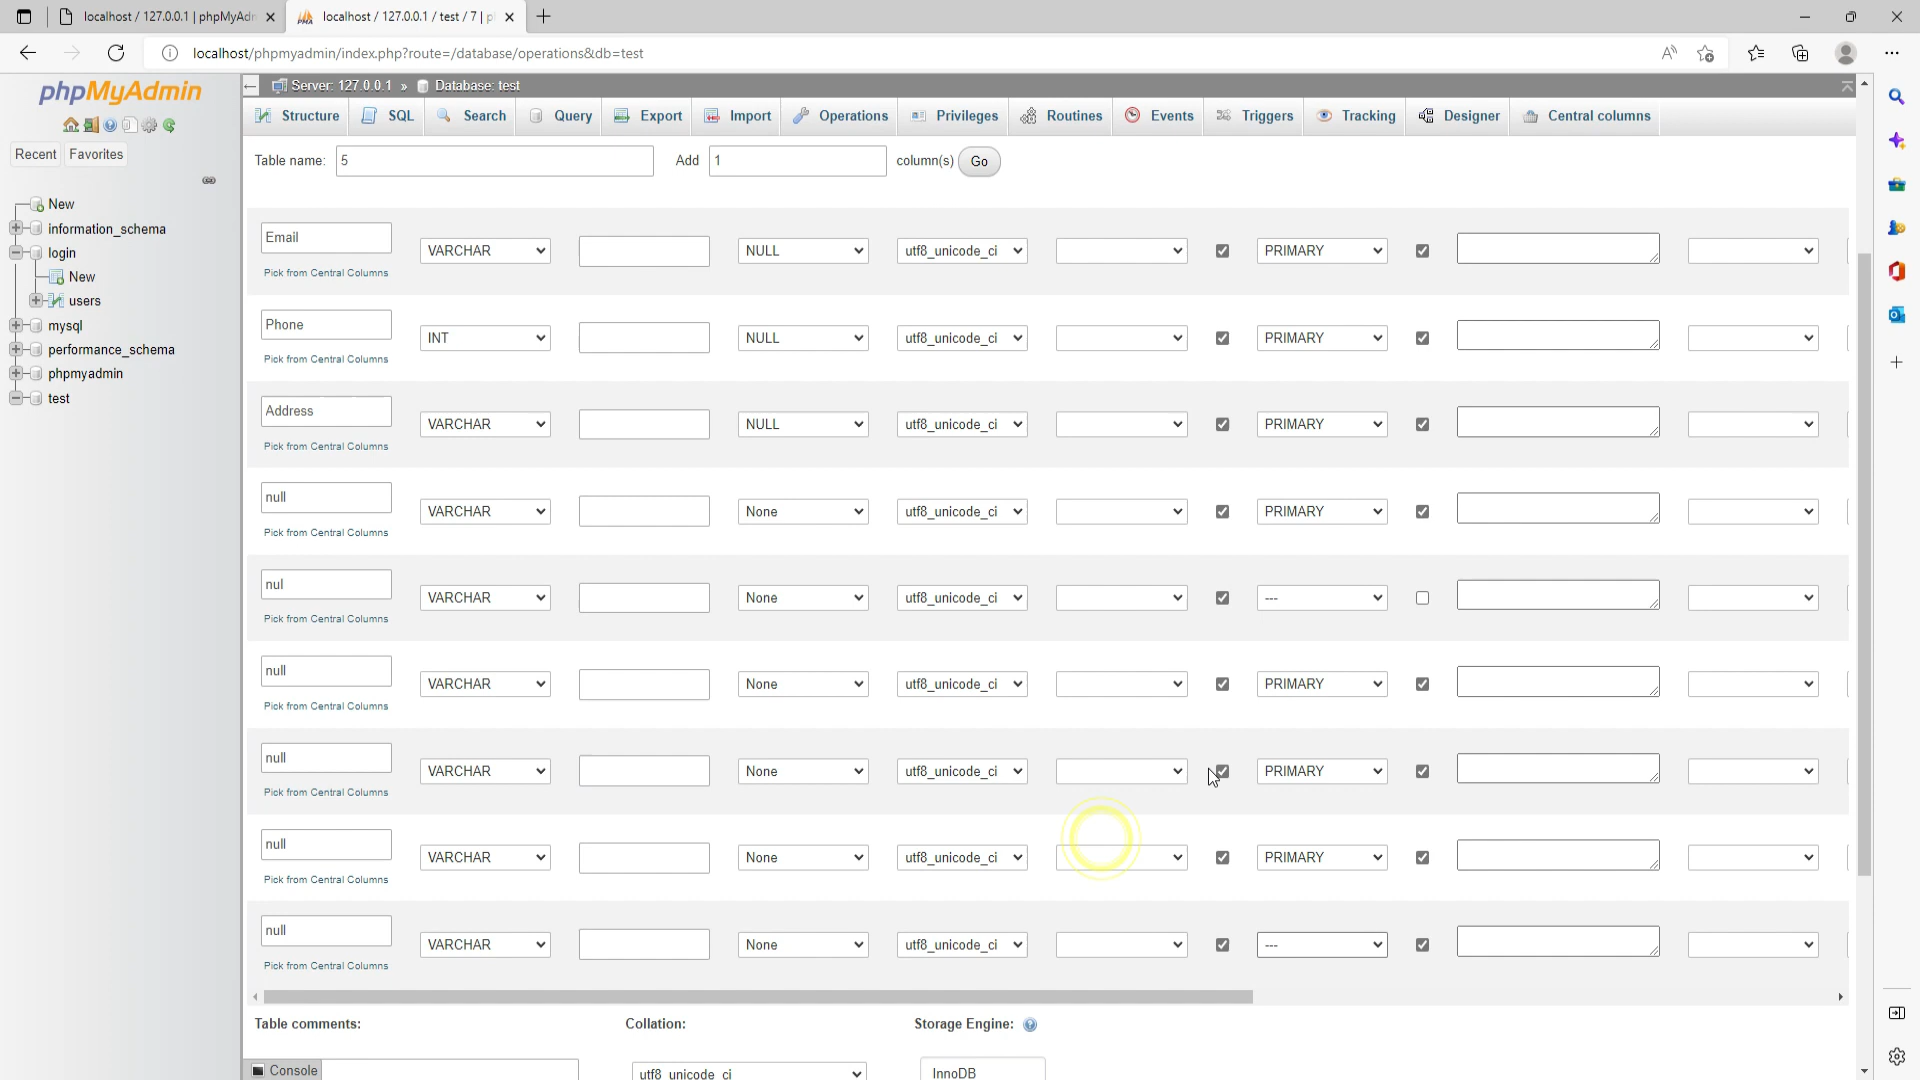 localhost / 127.0.0.1 | phpMyAdn
localhost / 127.0.0.1 / test / 7 | p
localhost/phpmyadmin/index.php?route=/database/operations&db=test
phpMyAdmin
Recent
Favorites
New
information_schema
login
New
users
mysql
performance_schema
phpmyadmin
test
Server: 127.0.0.1 » Database: test
Structure SQL Search Query Export Import Operations Privileges Routines Events Triggers Tracking Designer Central columns
Table name: 5 Add 1 column(s) Go
Email VARCHAR NULL utf8_unicode_ci PRIMARY
Pick from Central Columns
Phone INT NULL utf8_unicode_ci PRIMARY
Pick from Central Columns
Address VARCHAR NULL utf8_unicode_ci PRIMARY
Pick from Central Columns
null VARCHAR None utf8_unicode_ci PRIMARY
Pick from Central Columns
nul VARCHAR None utf8_unicode_ci ---
Pick from Central Columns
null VARCHAR None utf8_unicode_ci PRIMARY
Pick from Central Columns
null VARCHAR None utf8_unicode_ci PRIMARY
Pick from Central Columns
null VARCHAR None utf8_unicode_ci PRIMARY
Pick from Central Columns
null VARCHAR None utf8_unicode_ci ---
Pick from Central Columns
Table comments: Collation: Storage Engine:
Console utf8_unicode_ci InnoDB